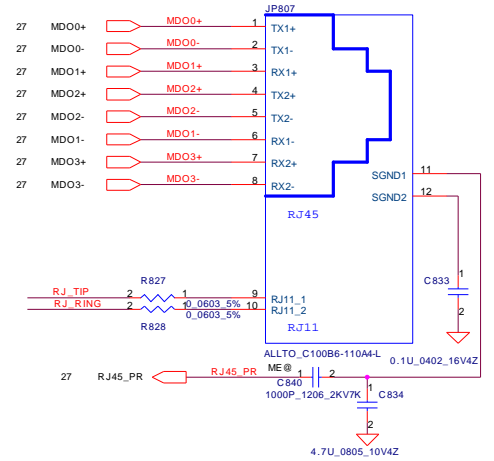 JP807
27 MDO0+ MDO0+ 1 TX1+
27 MDO0- MDO0- 2 TX1-
27 MDO1+ MDO1+ 3 RX1+
27 MDO2+ MDO2+ 4 TX2+
27 MDO2- MDO2- 5 TX2-
27 MDO1- MDO1- 6 RX1-
27 MDO3+ MDO3+ 7 RX2+
27 MDO3- MDO3- 8 RX2-
SGND1 11
SGND2 12
RJ45
C833 1 2
0.1U_0402_16V4Z
R827
RJ_TIP 2 1 0_0603_5% 9 RJ11_1
RJ_RING 2 1 0_0603_5% 10 RJ11_2
R828
RJ11
ALLTO_C100B6-110A4-L
ME@
27 RJ45_PR RJ45_PR 1 2
C840
1000P_1206_2KV7K
C834 1 2
4.7U_0805_10V4Z